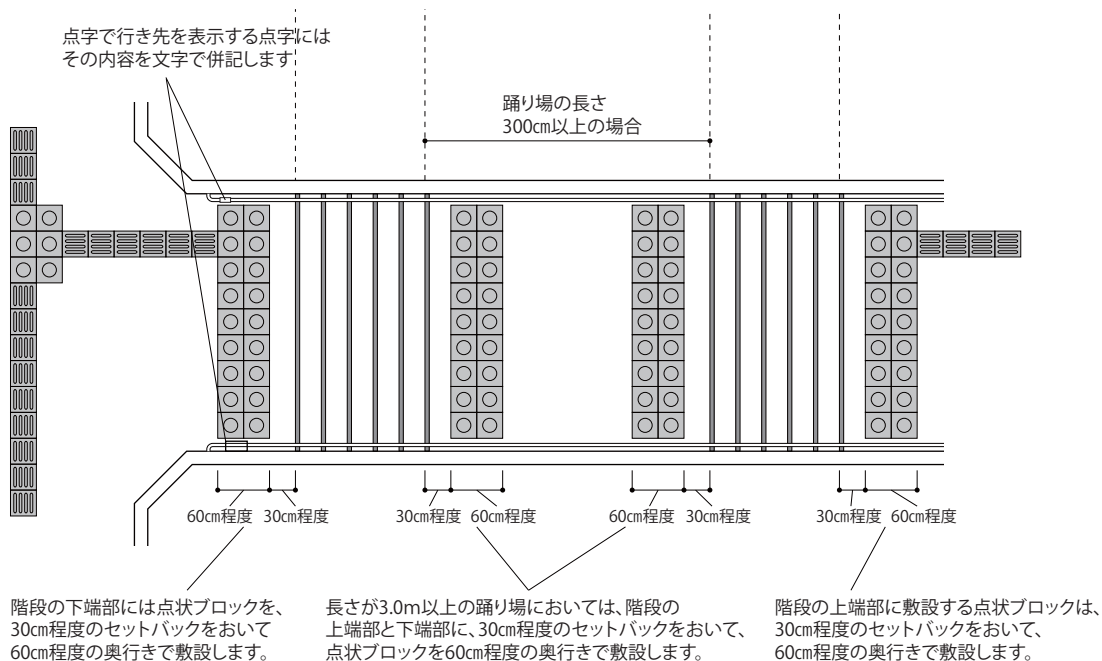 点字で行き先を表示する点字には
その内容を文字で併記します
踊り場の長さ
300㎝以上の場合
60㎝程度 30㎝程度
30㎝程度 60㎝程度
60㎝程度 30㎝程度
30㎝程度 60㎝程度
階段の下端部には点状ブロックを、
30㎝程度のセットバックをおいて
60㎝程度の奥行きで敷設します。
長さが3.0m以上の踊り場においては、階段の
上端部と下端部に、30㎝程度のセットバックをおいて、
点状ブロックを60㎝程度の奥行きで敷設します。
階段の上端部に敷設する点状ブロックは、
30㎝程度のセットバックをおいて、
60㎝程度の奥行きで敷設します。